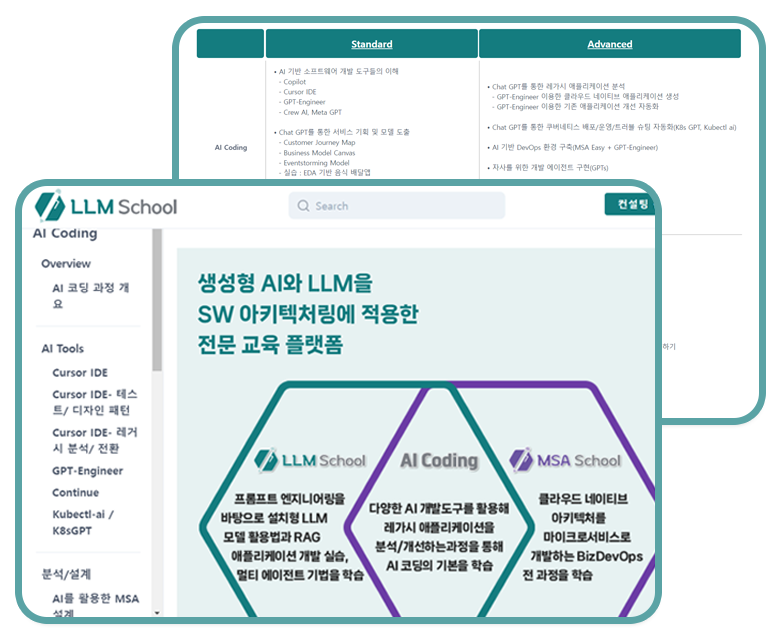 Standard
Advanced
AI Coding
• AI 기반 소프트웨어 개발 도구들의 이해
- Copilot
- Cursor IDE
- GPT-Engineer
- Crew AI, Meta GPT
• Chat GPT를 통한 서비스 기획 및 모델 도출
- Customer Journey Map
- Business Model Canvas
- Eventstorming Model
- 실습 : EDA 기반 음식 배달앱
• Chat GPT를 통한 레가시 애플리케이션 분석
- GPT-Engineer 이용한 클라우드 네이티브 애플리케이션 생성
- GPT-Engineer 이용한 기존 애플리케이션 개선 자동화
• Chat GPT를 통한 쿠버네티스 배포/운영/트러블 슈팅 자동화(K8s GPT, Kubectl ai)
• AI 기반 DevOps 환경 구축(MSA Easy + GPT-Engineer)
• 자사를 위한 개발 에이전트 구현(GPTs)
하기
LLM School
Search
컨설팅
AI Coding
Overview
AI 코딩 과정 개
요
AI Tools
Cursor IDE
Cursor IDE- 테스
트/ 디자인 패턴
Cursor IDE- 레거
시 분석/ 전환
GPT-Engineer
Continue
Kubectl-ai /
K8sGPT
분석/설계
AI를 활용한 MSA
설계
생성형 AI와 LLM을
SW 아키텍처링에 적용한
전문 교육 플랫폼
LLM School
프롬프트 엔지니어링을
바탕으로 설치형 LLM
모델 활용법과 RAG
애플리케이션 개발 실습,
멀티 에이전트 기법을 학습
AI Coding
다양한 AI 개발도구를 활용해
레가시 애플리케이션을
분석/개선하는과정을 통해
AI 코딩의 기본을 학습
MSA School
클라우드 네이티브
아키텍처를
마이크로서비스로
개발하는 BizDevOps
전 과정을 학습